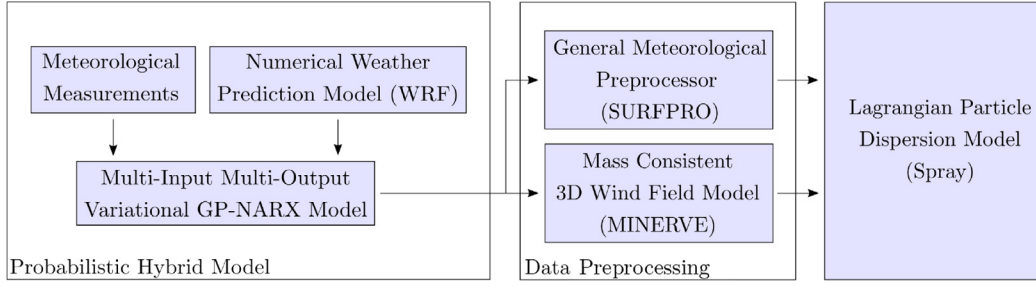 Meteorological
Measurements
Numerical Weather
Prediction Model (WRF)
Multi-Input Multi-Output
Variational GP-NARX Model
Probabilistic Hybrid Model
General Meteorological
Preprocessor
(SURFPRO)
Mass Consistent
3D Wind Field Model
(MINERVE)
Data Preprocessing
Lagrangian Particle
Dispersion Model
(Spray)